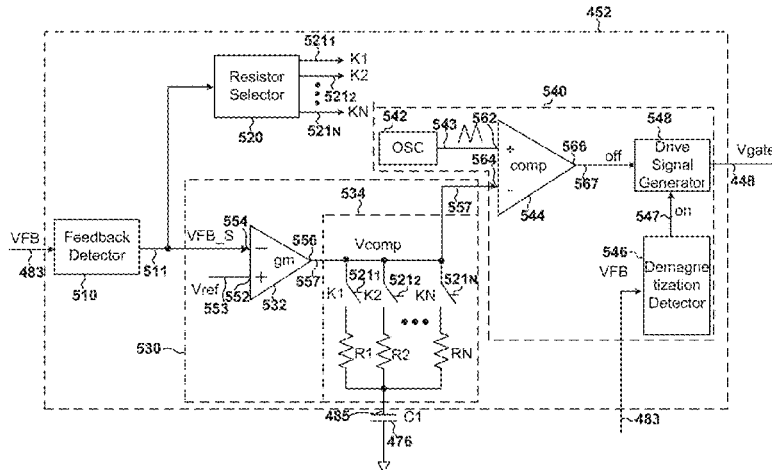 452
521₁
K1
K2
521₂
KN
521N
Resistor
Selector
520
540
542
OSC
543
562
564
+
-
comp
544
566
567
off
548
Drive
Signal
Generator
Vgate
448
547
on
546
VFB
Demagne
tization
Detector
483
534
557
VFB
483
Feedback
Detector
510
511
VFB_S
554
−
+
gm
Vref
553
552
532
556
557
Vcomp
K1
521₁
K2
521₂
KN
521N
R1
R2
RN
530
485
C1
476